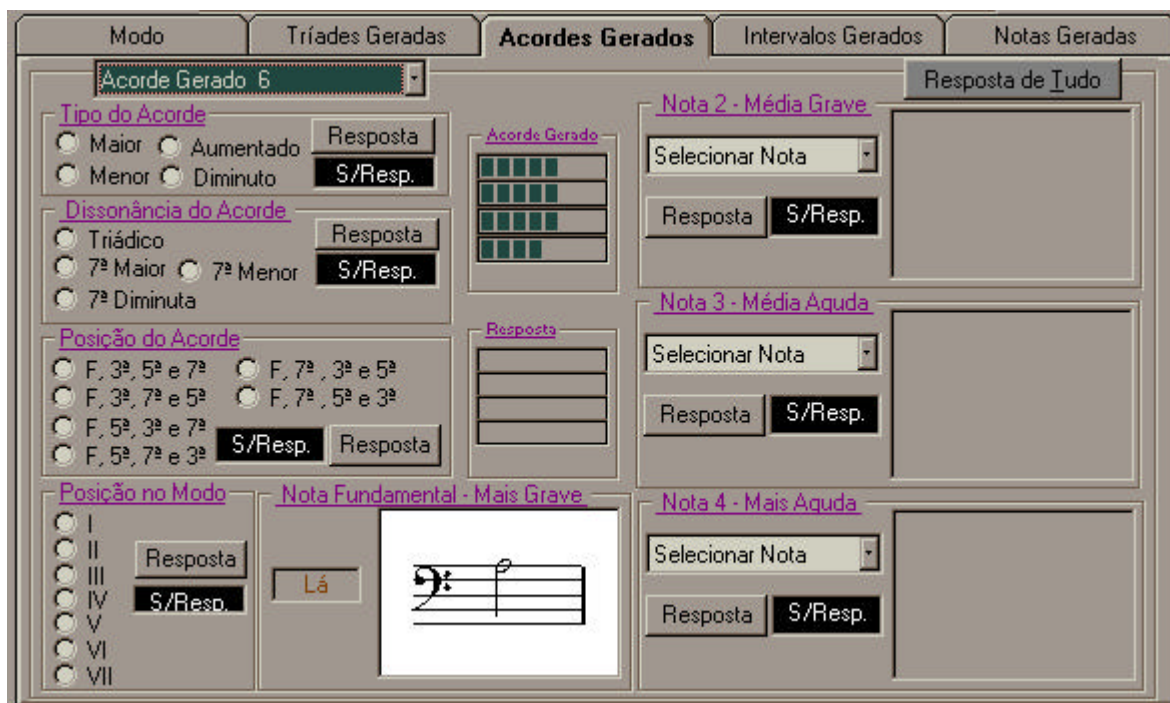 Modo
Tríades Geradas
Acordes Gerados
Intervalos Gerados
Notas Geradas
Acorde Gerado 6
Resposta de Tudo
Tipo do Acorde
Maior
Aumentado
Menor
Diminuto
Resposta
S/Resp.
Dissonância do Acorde
Triádico
7ª Maior
7ª Menor
7ª Diminuta
Resposta
S/Resp.
Posição do Acorde
F, 3ª, 5ª e 7ª
F, 7ª , 3ª e 5ª
F, 3ª, 7ª e 5ª
F, 7ª , 5ª e 3ª
F, 5ª, 3ª e 7ª
F, 5ª, 7ª e 3ª
S/Resp.
Resposta
Posição no Modo
I
II
III
IV
V
VI
VII
Resposta
S/Resp.
Acorde Gerado
Resposta
Nota Fundamental - Mais Grave
Lá
Nota 2 - Média Grave
Selecionar Nota
Resposta
S/Resp.
Nota 3 - Média Aguda
Selecionar Nota
Resposta
S/Resp.
Nota 4 - Mais Aguda
Selecionar Nota
Resposta
S/Resp.